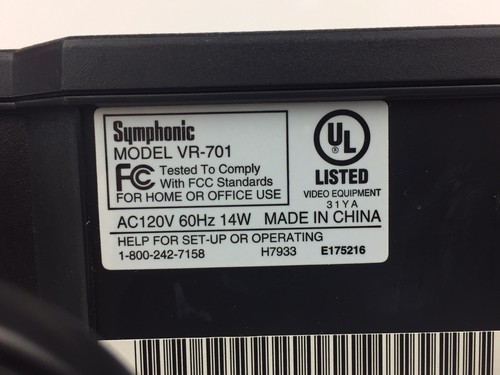 Symphonic
MODEL VR-701
FC Tested To Comply
With FCC Standards
FOR HOME OR OFFICE USE
UL
LISTED
VIDEO EQUIPMENT
31YA
AC120V 60Hz 14W MADE IN CHINA
HELP FOR SET-UP OR OPERATING
1-800-242-7158 H7933 E175216